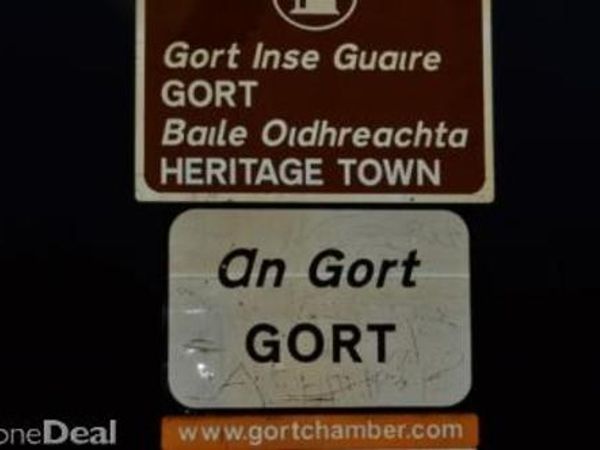 Gort Inse Guaire
GORT
Baile Oidhreachta
HERITAGE TOWN
an Gort
GORT
www.gortchamber.com
oneDeal